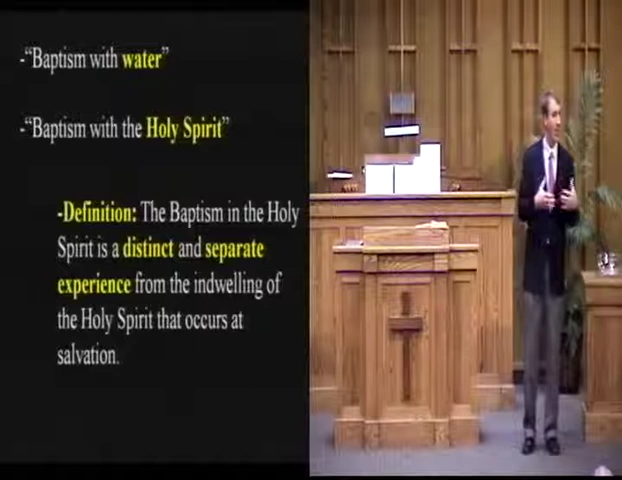 -“Baptism with water”
-“Baptism with the Holy Spirit”
-Definition: The Baptism in the Holy
Spirit is a distinct and separate
experience from the indwelling of
the Holy Spirit that occurs at
salvation.